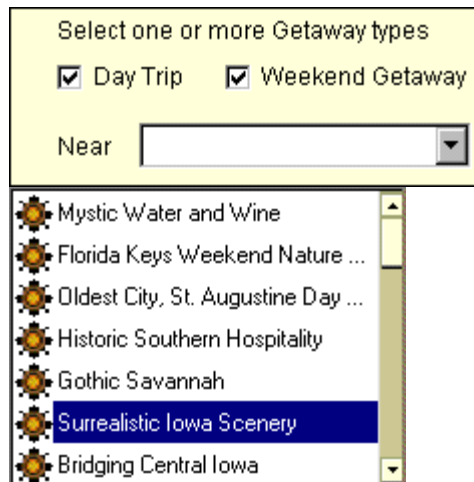 Select one or more Getaway types
Day Trip Weekend Getaway
Near
Mystic Water and Wine
Florida Keys Weekend Nature ...
Oldest City, St. Augustine Day ...
Historic Southern Hospitality
Gothic Savannah
Surrealistic Iowa Scenery
Bridging Central Iowa